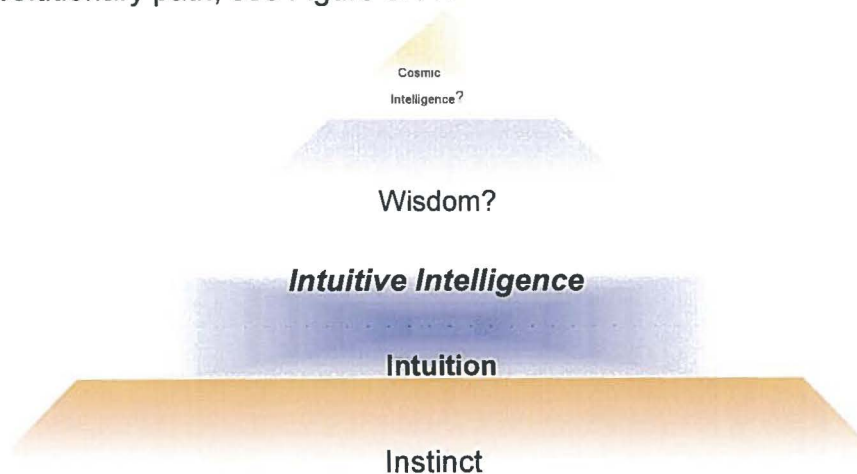 Cosmic
Intelligence?
Wisdom?
Intuitive Intelligence
Intuition
Instinct